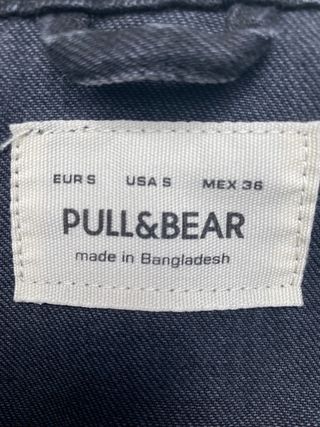 EUR S USA S MEX 36
PULL&BEAR
made in Bangladesh